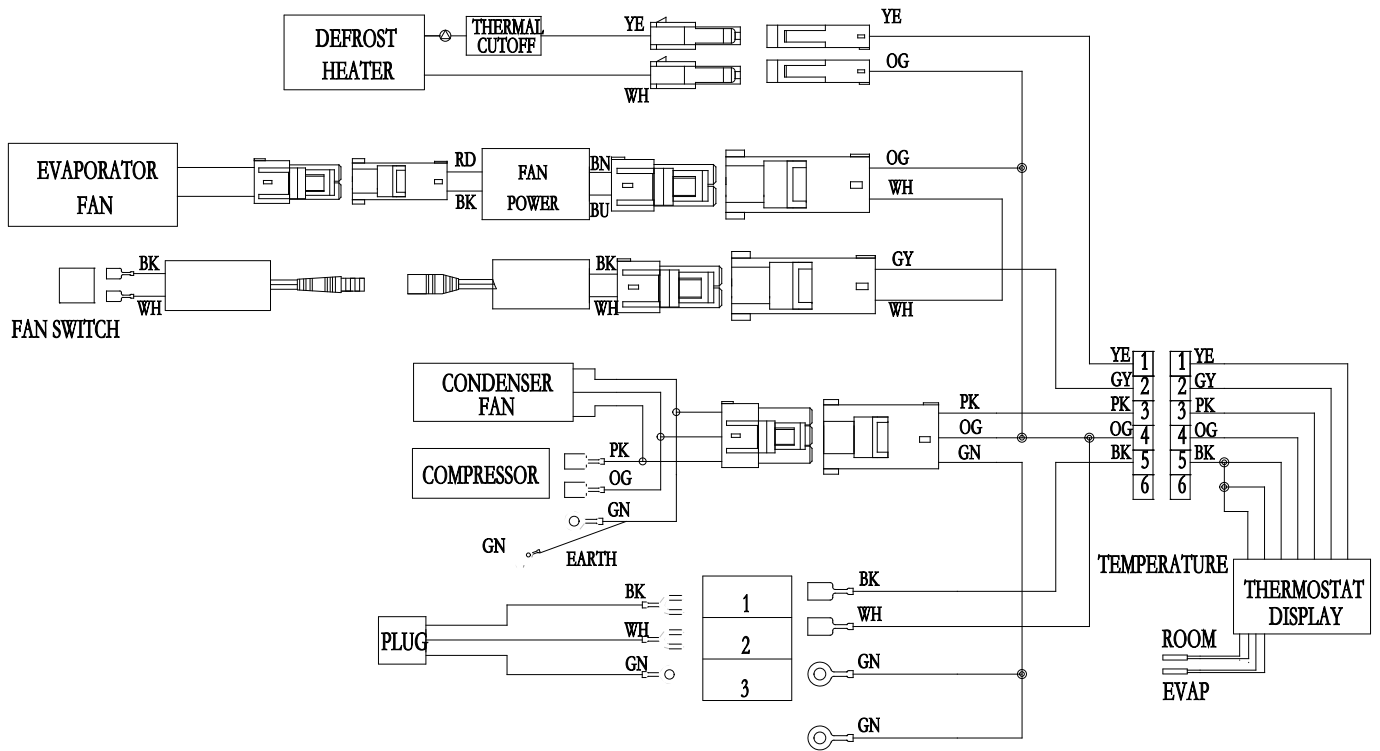 DEFROST
HEATER
THERMAL
CUTOFF
YE
WH
YE
OG
EVAPORATOR
FAN
RD
BK
FAN
POWER
BN
BU
OG
WH
FAN SWITCH
BK
WH
BK
WH
GY
WH
CONDENSER
FAN
COMPRESSOR
PK
OG
GN
GN
EARTH
PK
OG
GN
YE
GY
PK
OG
BK
1
2
3
4
5
6
1
2
3
4
5
6
YE
GY
PK
OG
BK
TEMPERATURE
THERMOSTAT
DISPLAY
ROOM
EVAP
PLUG
BK
WH
GN
1
2
3
BK
WH
GN
GN